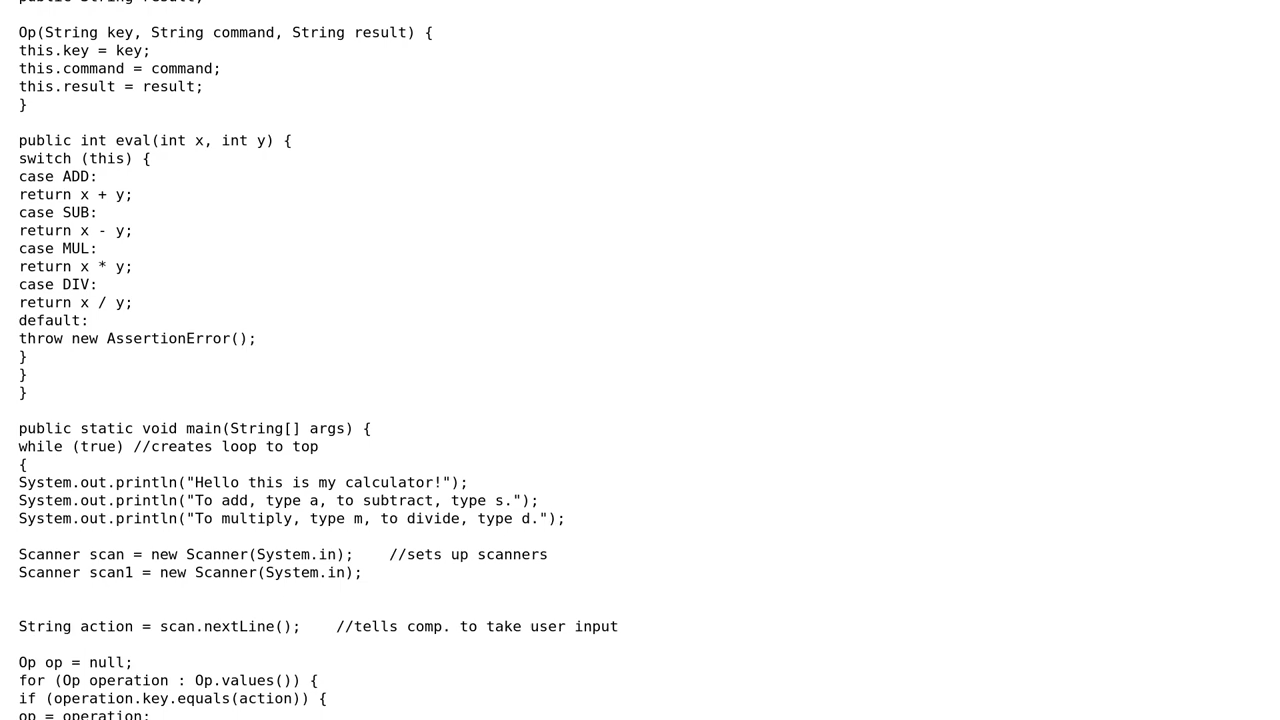 public String result;
Op(String key, String command, String result) {
this.key = key;
this.command = command;
this.result = result;
}
public int eval(int x, int y) {
switch (this) {
case ADD:
return x + y;
case SUB:
return x - y;
case MUL:
return x * y;
case DIV:
return x / y;
default:
throw new AssertionError();
}
}
}
public static void main(String[] args) {
while (true) //creates loop to top
{
System.out.println("Hello this is my calculator!");
System.out.println("To add, type a, to subtract, type s.");
System.out.println("To multiply, type m, to divide, type d.");
Scanner scan = new Scanner(System.in);    //sets up scanners
Scanner scan1 = new Scanner(System.in);
String action = scan.nextLine();    //tells comp. to take user input
Op op = null;
for (Op operation : Op.values()) {
if (operation.key.equals(action)) {
op = operation;